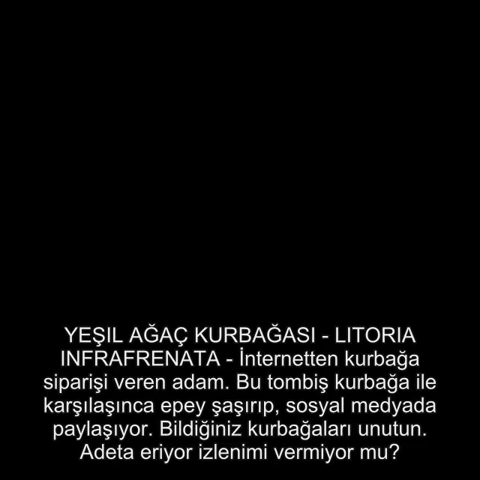 YEŞIL AĞAÇ KURBAĞASI - LITORIA
INFRAFRENATA - İnternetten kurbağa
siparişi veren adam. Bu tombiş kurbağa ile
karşılaşınca epey şaşırıp, sosyal medyada
paylaşıyor. Bildiğiniz kurbağaları unutun.
Adeta eriyor izlenimi vermiyor mu?